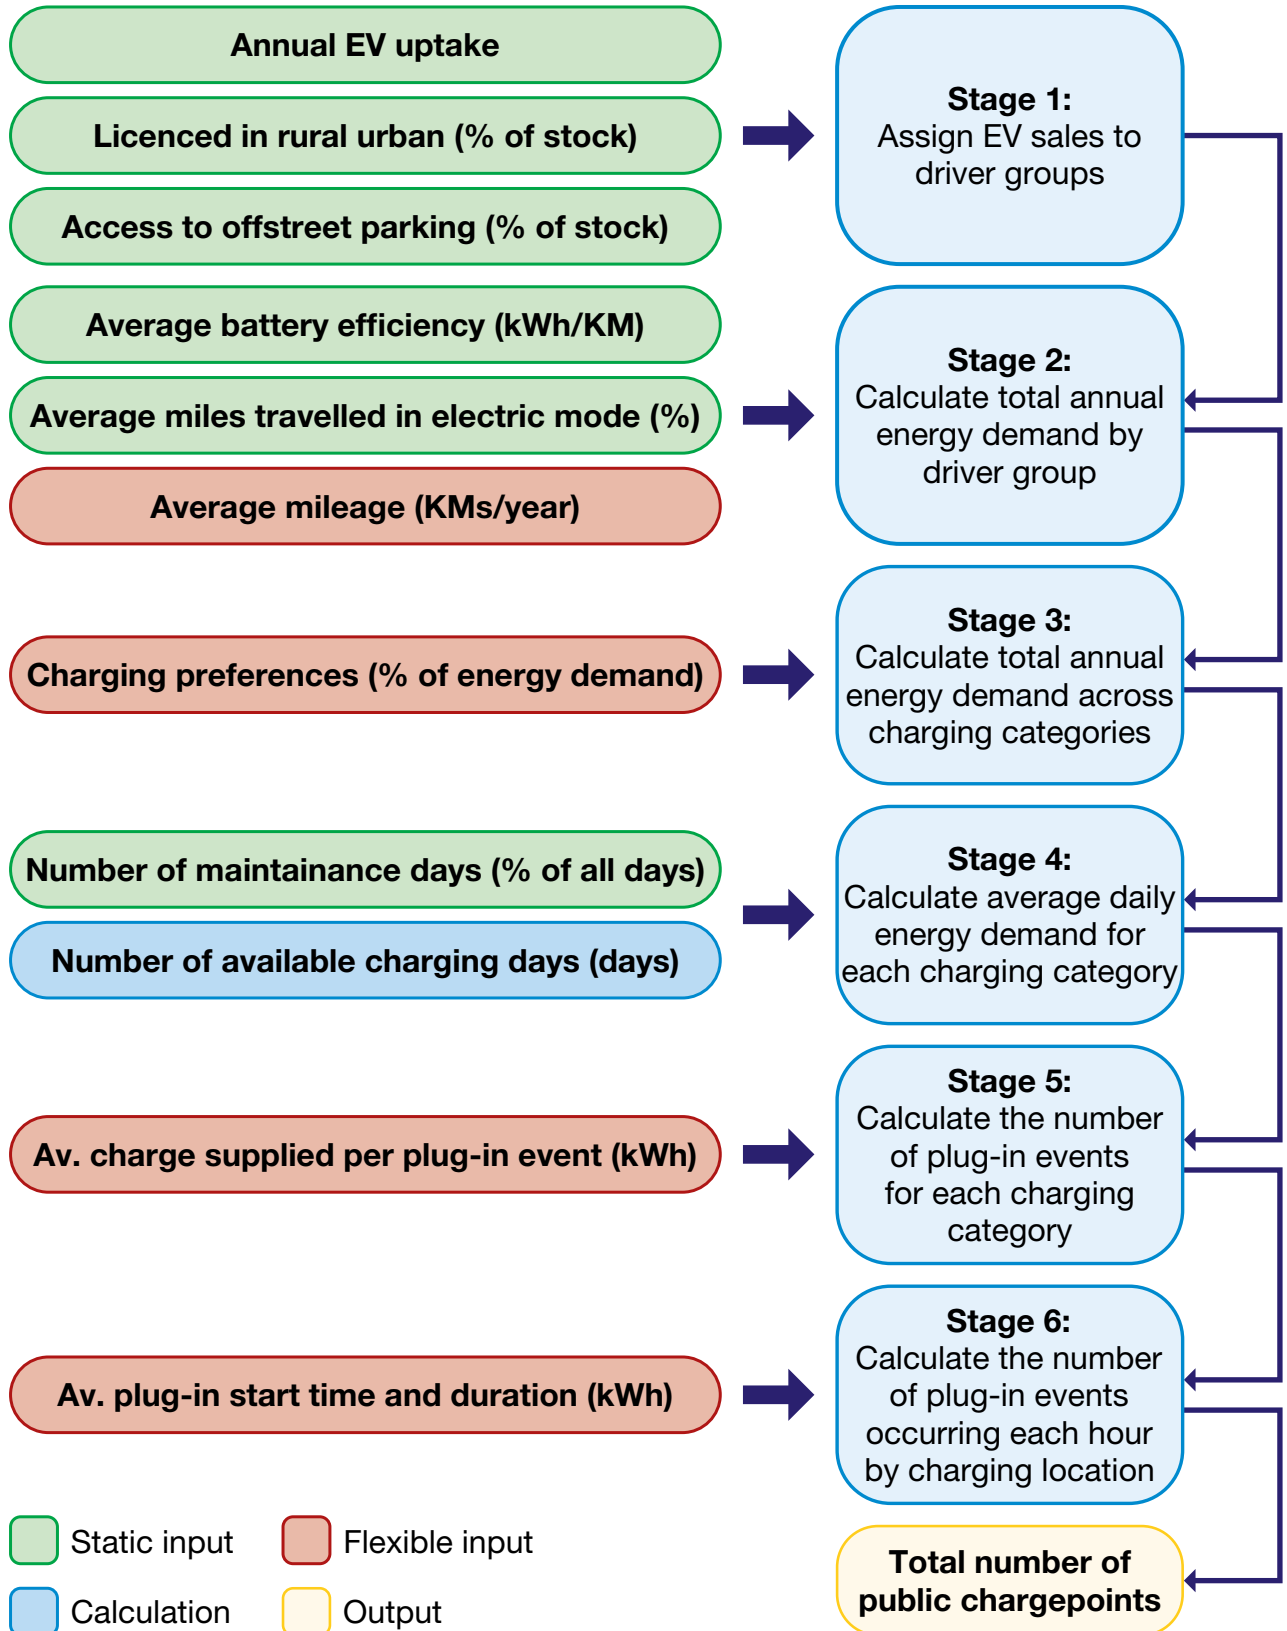 Annual EV uptake
Licenced in rural urban (% of stock)
Access to offstreet parking (% of stock)
Stage 1:
Assign EV sales to
driver groups
Average battery efficiency (kWh/KM)
Average miles travelled in electric mode (%)
Average mileage (KMs/year)
Stage 2:
Calculate total annual
energy demand by
driver group
Charging preferences (% of energy demand)
Stage 3:
Calculate total annual
energy demand across
charging categories
Number of maintainance days (% of all days)
Number of available charging days (days)
Stage 4:
Calculate average daily
energy demand for
each charging category
Av. charge supplied per plug-in event (kWh)
Stage 5:
Calculate the number
of plug-in events
for each charging
category
Av. plug-in start time and duration (kWh)
Stage 6:
Calculate the number
of plug-in events
occurring each hour
by charging location
Total number of
public chargepoints
Static input
Flexible input
Calculation
Output